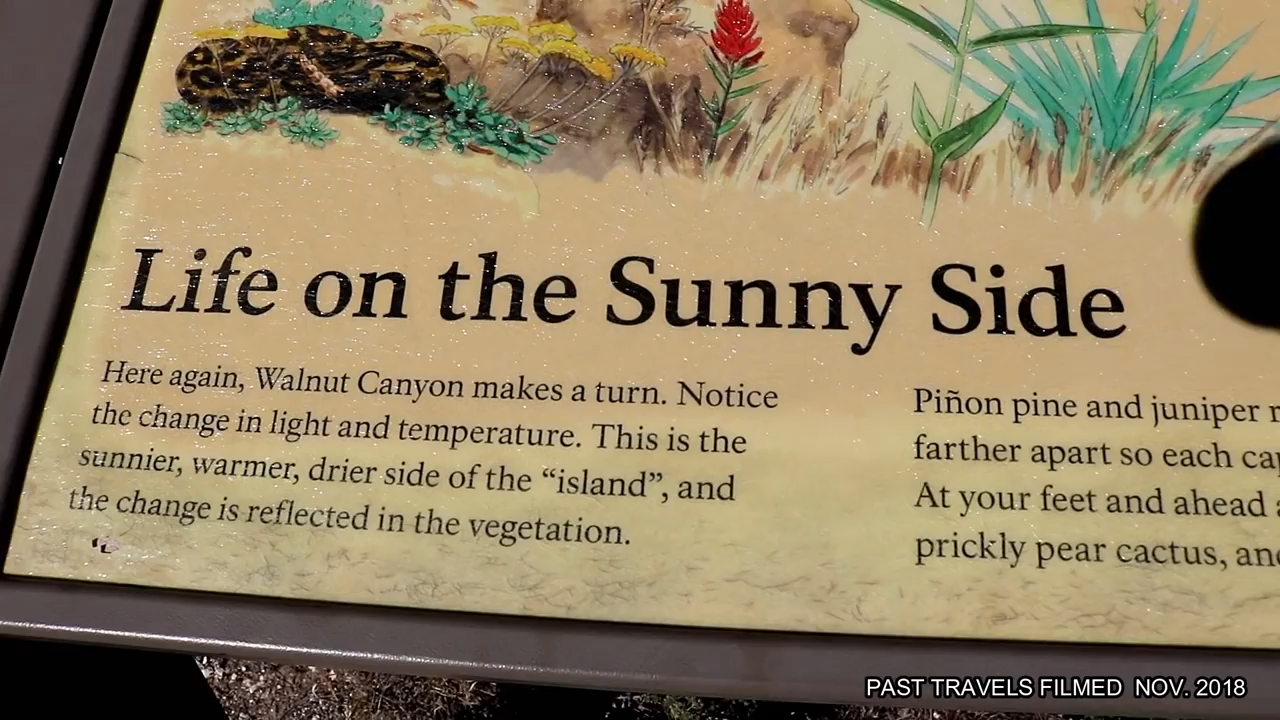 Life on the Sunny Side
Here again, Walnut Canyon makes a turn. Notice
the change in light and temperature. This is the
sunnier, warmer, drier side of the “island”, and
the change is reflected in the vegetation.
Piñon pine and juniper
farther apart so each
At your feet and ahead
prickly pear cactus,
PAST TRAVELS FILMED NOV. 2018